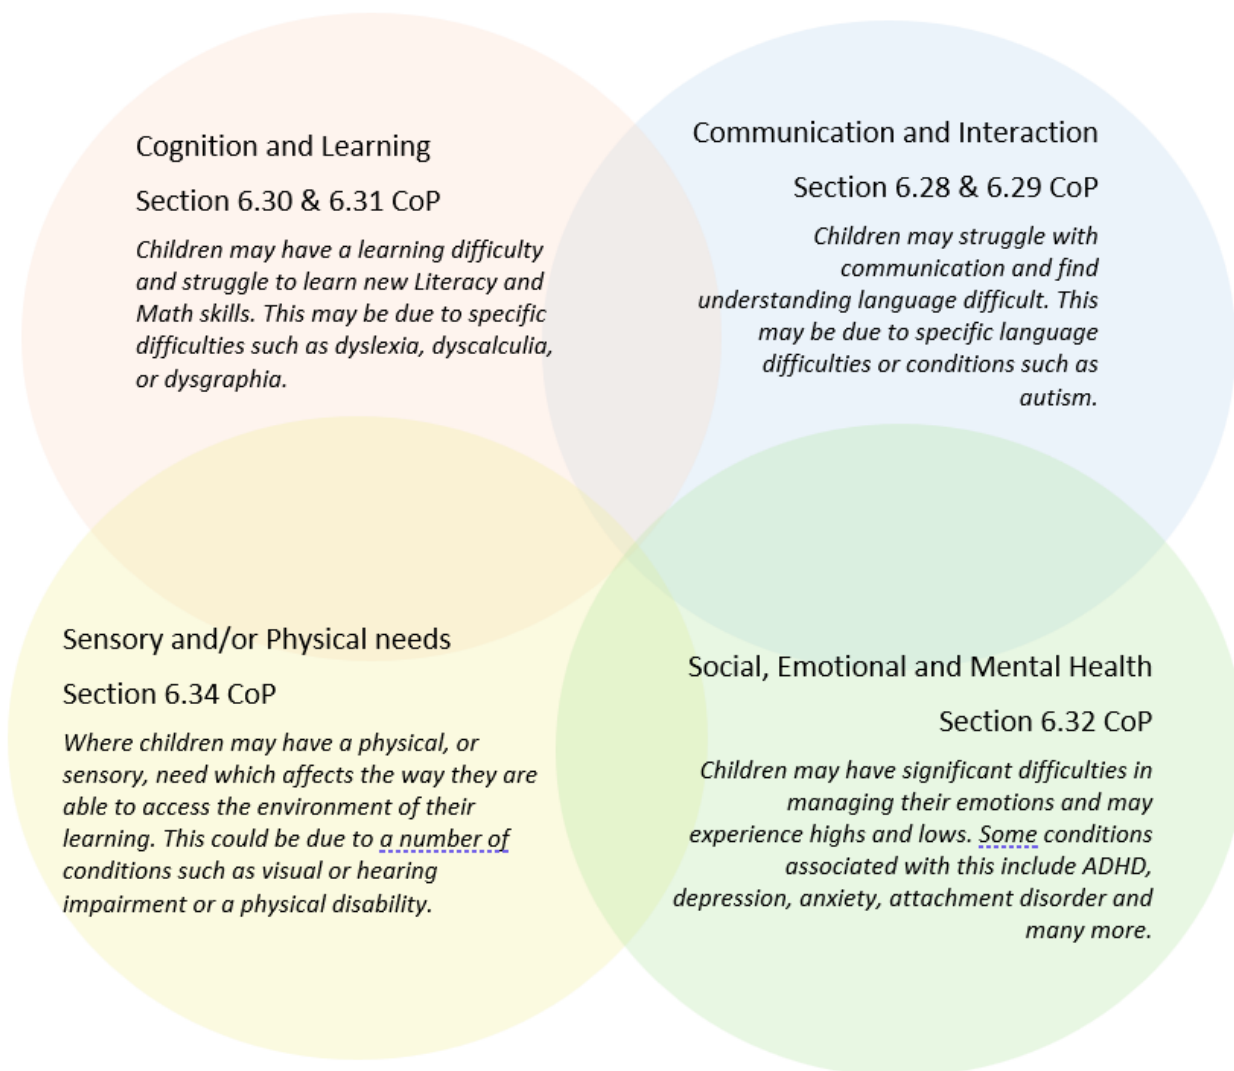 Cognition and Learning
Section 6.30 & 6.31 CoP
Children may have a learning difficulty
and struggle to learn new Literacy and
Math skills. This may be due to specific
difficulties such as dyslexia, dyscalculia,
or dysgraphia.
Communication and Interaction
Section 6.28 & 6.29 CoP
Children may struggle with
communication and find
understanding language difficult. This
may be due to specific language
difficulties or conditions such as
autism.
Sensory and/or Physical needs
Section 6.34 CoP
Where children may have a physical, or
sensory, need which affects the way they are
able to access the environment of their
learning. This could be due to a number of
conditions such as visual or hearing
impairment or a physical disability.
Social, Emotional and Mental Health
Section 6.32 CoP
Children may have significant difficulties in
managing their emotions and may
experience highs and lows. Some conditions
associated with this include ADHD,
depression, anxiety, attachment disorder and
many more.